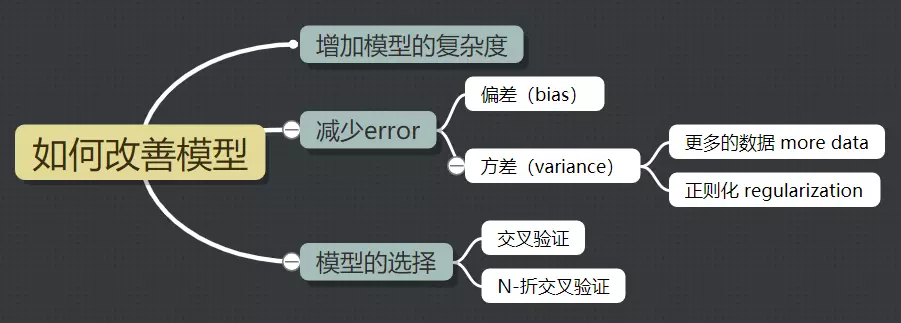 如何改善模型
增加模型的复杂度
减少error
偏差（bias）
方差（variance）
更多的数据 more data
正则化 regularization
模型的选择
交叉验证
N-折交叉验证